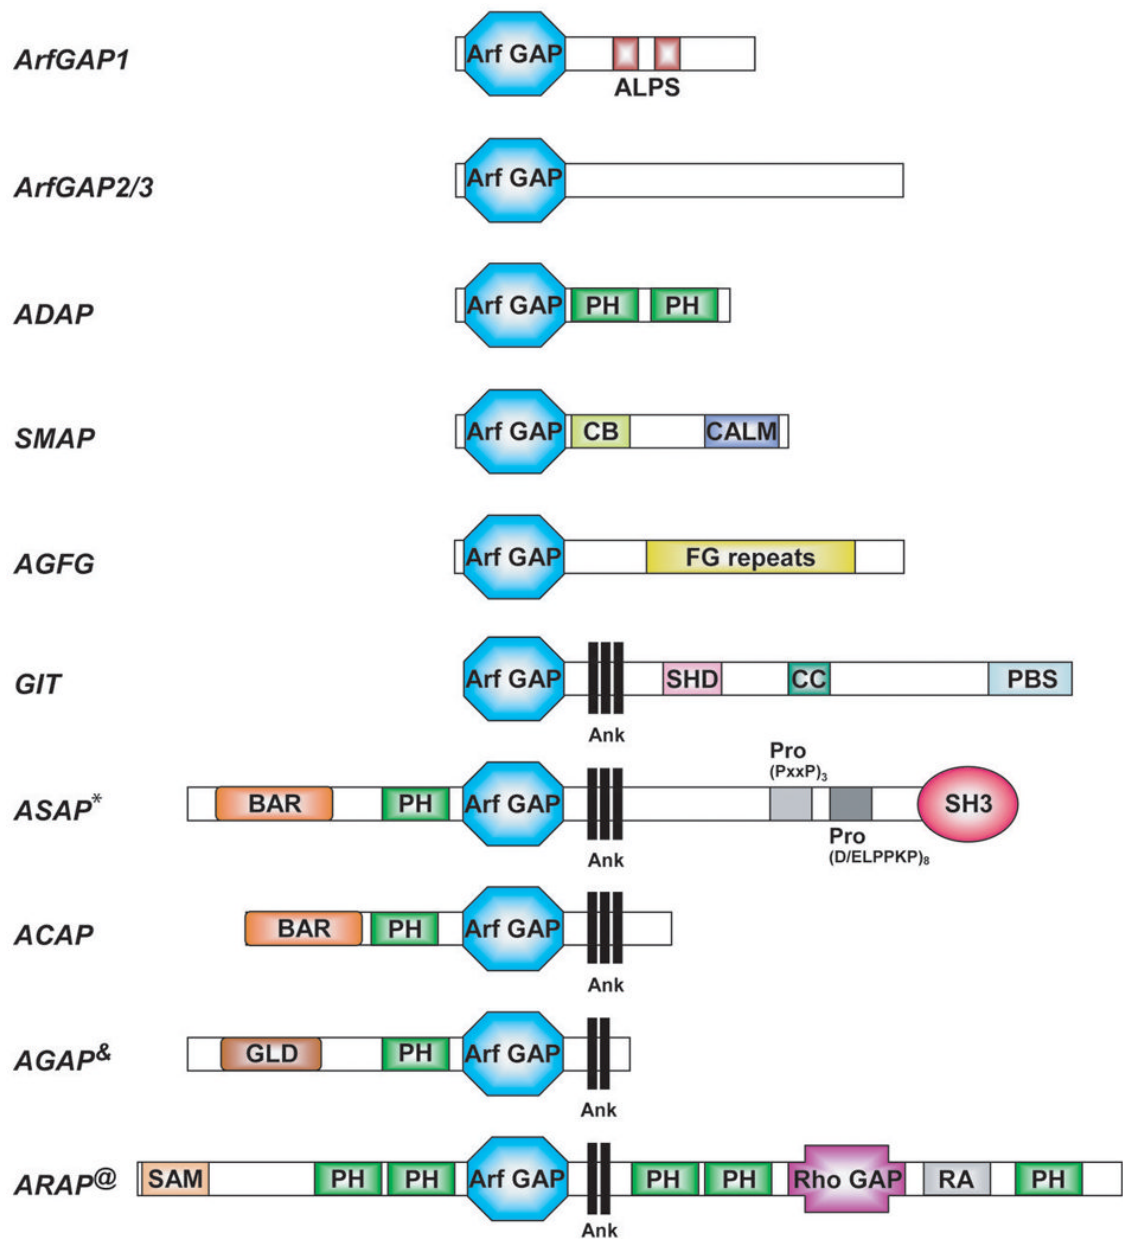 ArfGAP1 Arf GAP
ALPS
ArfGAP2/3 Arf GAP
ADAP Arf GAP PH PH
SMAP Arf GAP CB CALM
AGFG Arf GAP FG repeats
GIT Arf GAP SHD CC PBS
Ank
Pro
(PxxP)₃
ASAP* BAR PH Arf GAP SH3
Ank
Pro
(D/ELPPKP)₈
ACAP BAR PH Arf GAP
Ank
AGAP& GLD PH Arf GAP
Ank
ARAP@ SAM PH PH Arf GAP PH PH Rho GAP RA PH
Ank